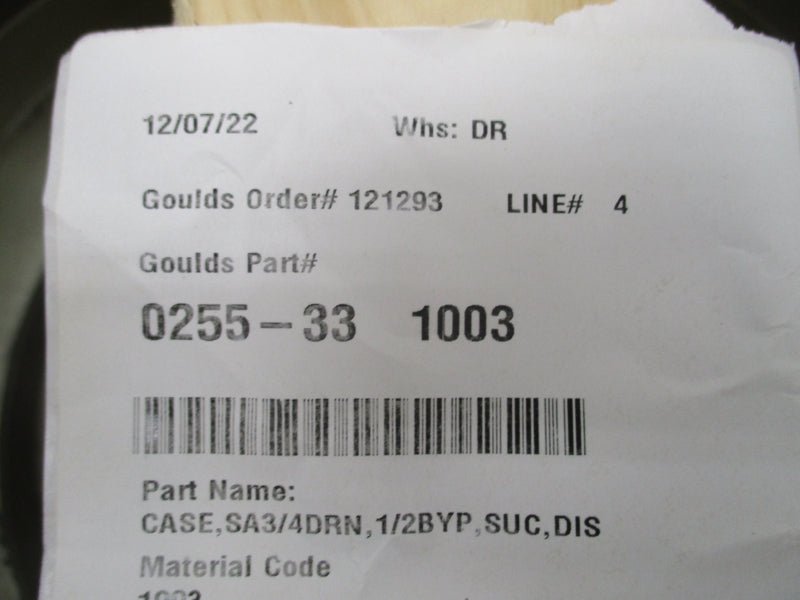 12/07/22 Whs: DR
Goulds Order# 121293 LINE# 4
Goulds Part#
0255-33 1003
Part Name:
CASE,SA3/4DRN,1/2BYP,SUC,DIS
Material Code
1003